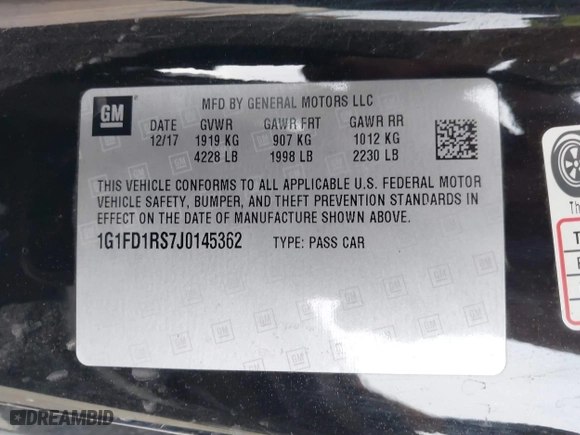 GM
MFD BY GENERAL MOTORS LLC
DATE GVWR GAWR FRT GAWR RR
12/17 1919 KG 907 KG 1012 KG
4228 LB 1998 LB 2230 LB
THIS VEHICLE CONFORMS TO ALL APPLICABLE U.S. FEDERAL MOTOR
VEHICLE SAFETY, BUMPER, AND THEFT PREVENTION STANDARDS IN
EFFECT ON THE DATE OF MANUFACTURE SHOWN ABOVE.
1G1FD1RS7J0145362 TYPE: PASS CAR
DREAMBID